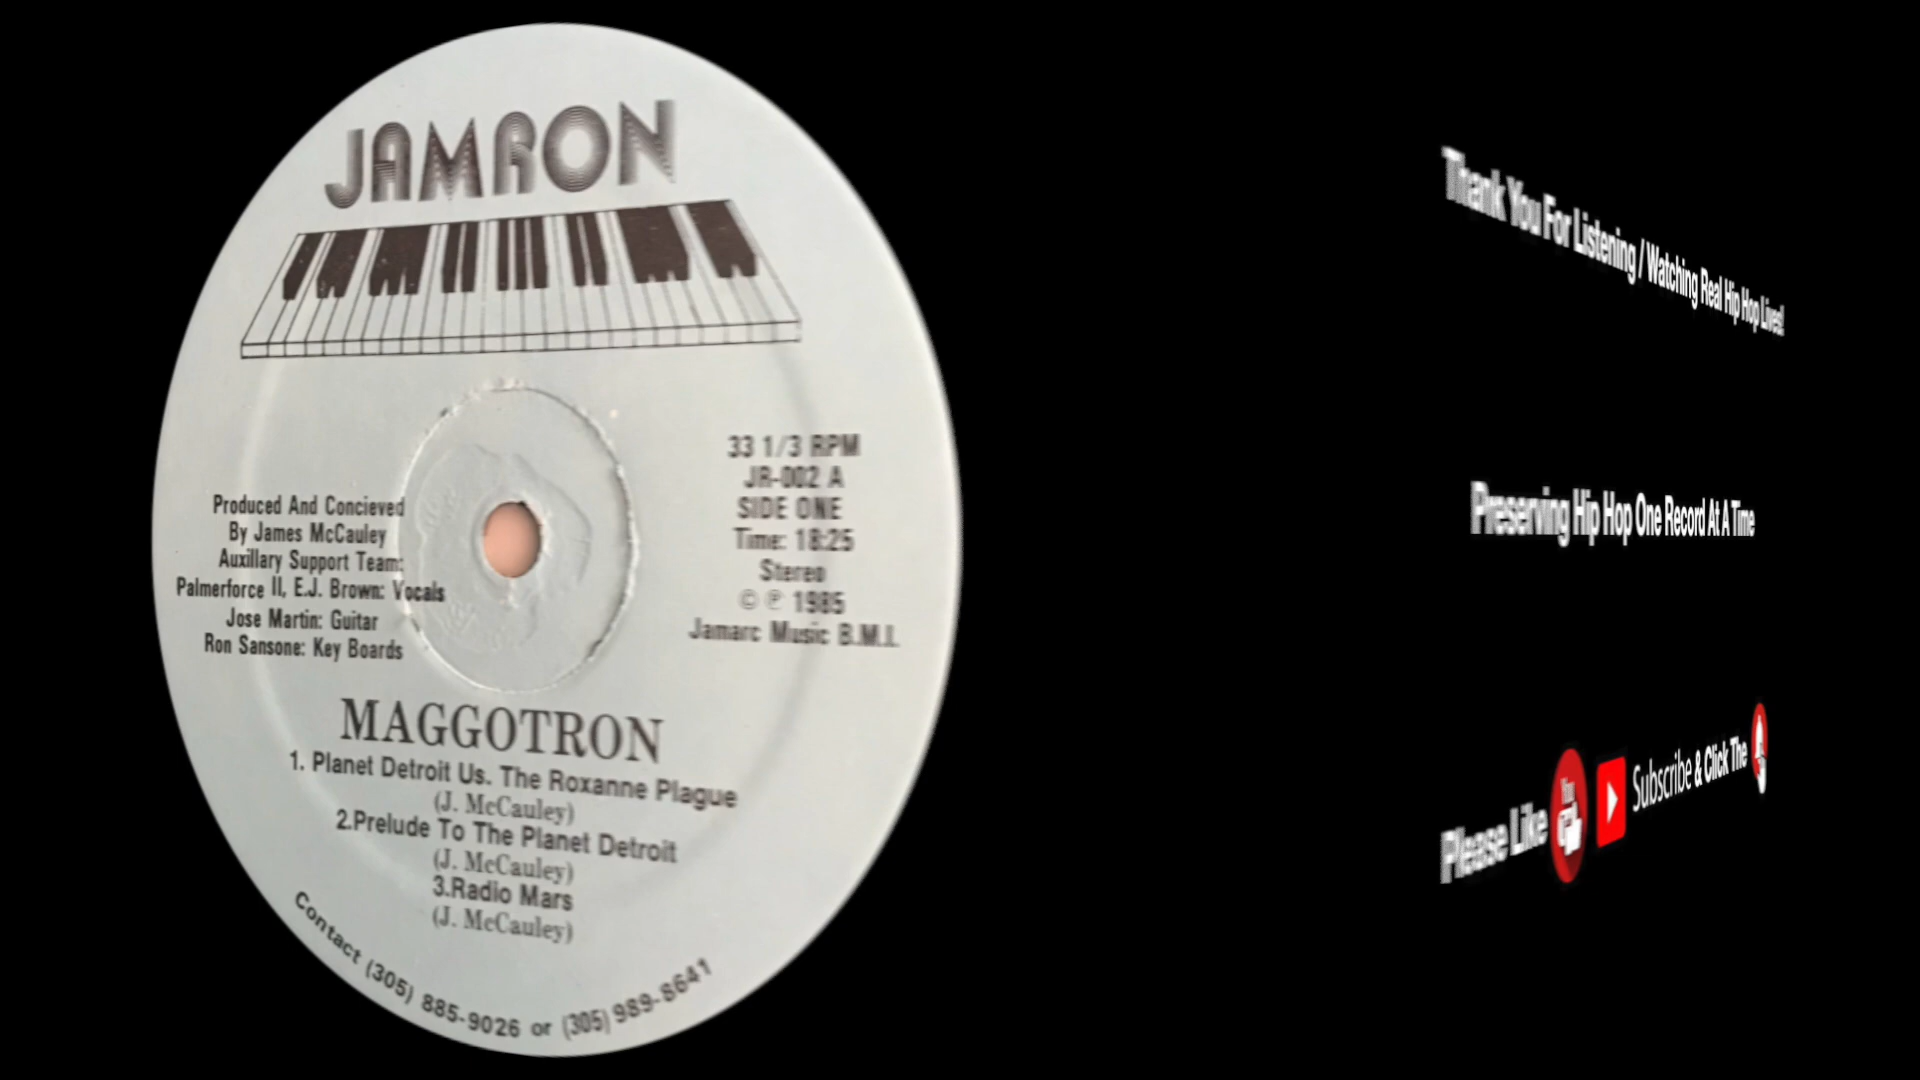 JAMRON
33 1/3 RPM
JR-002 A
SIDE ONE
Time: 18:25
Stereo
© ℗ 1985
Jamarc Music B.M.I.
Produced And Concieved
By James McCauley
Auxillary Support Team:
Palmerforce II, E.J. Brown: Vocals
Jose Martin: Guitar
Ron Sansone: Key Boards
MAGGOTRON
1. Planet Detroit Us. The Roxanne Plague
(J. McCauley)
2.Prelude To The Planet Detroit
(J. McCauley)
3.Radio Mars
(J. McCauley)
Contact (305) 885-9026 or (305) 989-8641
Thank You For Listening / Watching Real Hip Hop Lives!
Preserving Hip Hop One Record At A Time
Please Like You Subscribe & Click The